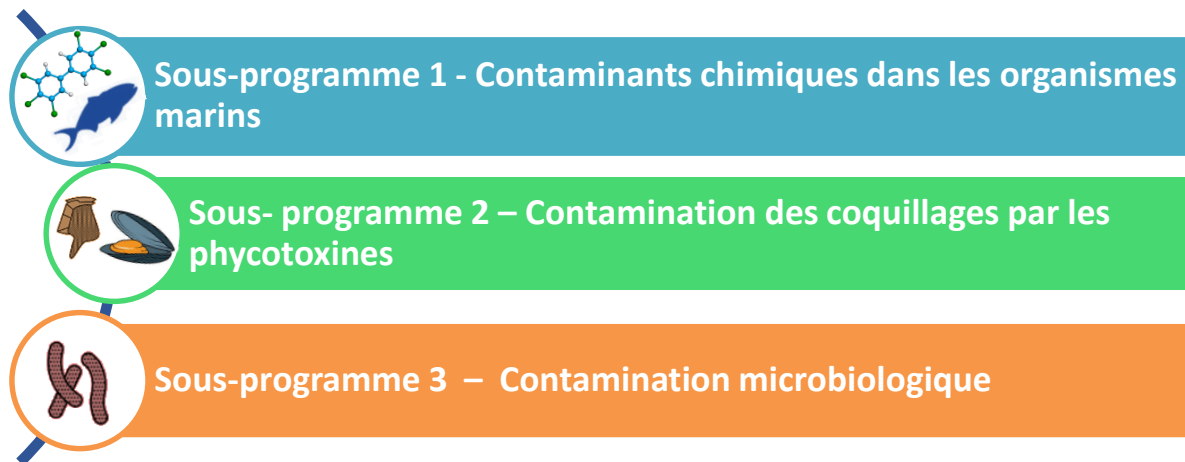 Sous-programme 1 - Contaminants chimiques dans les organismes
marins
Sous- programme 2 – Contamination des coquillages par les
phycotoxines
Sous-programme 3 – Contamination microbiologique